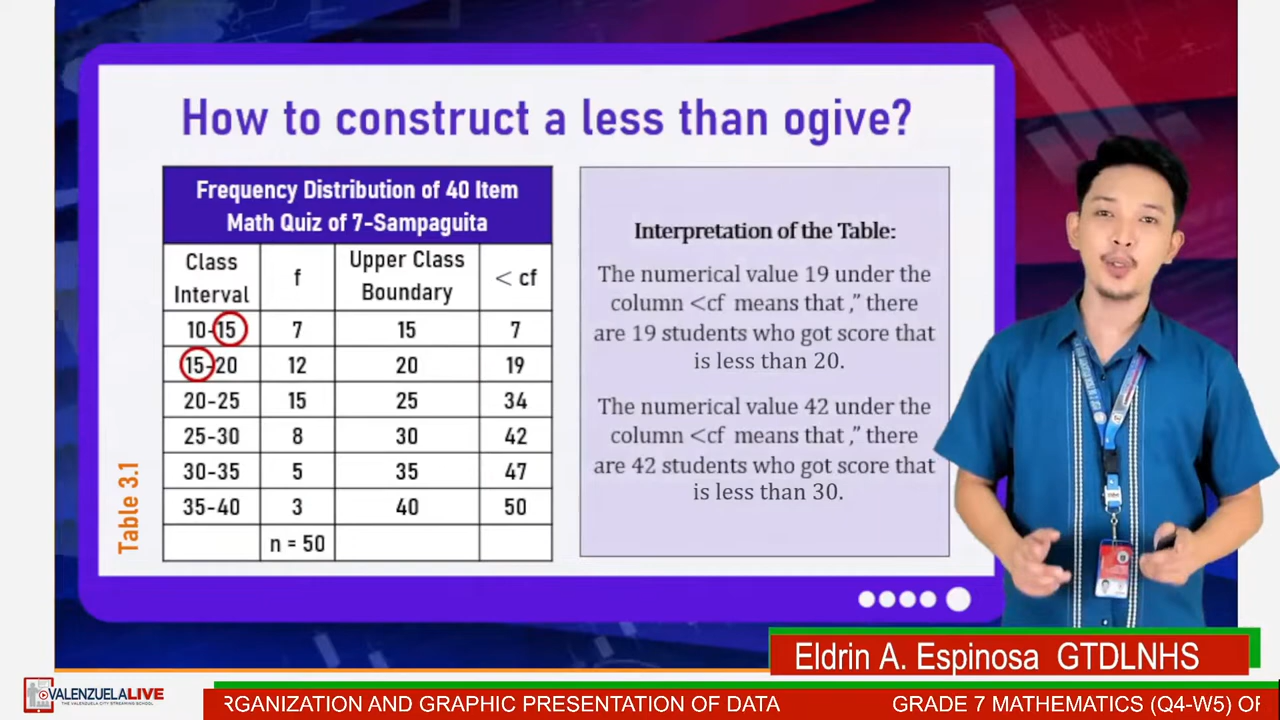 How to construct a less than ogive?
Frequency Distribution of 40 Item
Math Quiz of 7-Sampaguita
Class Interval f Upper Class Boundary < cf
10-15 7 15 7
15-20 12 20 19
20-25 15 25 34
25-30 8 30 42
30-35 5 35 47
35-40 3 40 50
n = 50
Table 3.1
Interpretation of the Table:
The numerical value 19 under the
column <cf means that ,” there
are 19 students who got score that
is less than 20.
The numerical value 42 under the
column <cf means that ,” there
are 42 students who got score that
is less than 30.
Eldrin A. Espinosa GTDLNHS
VALENZUELALIVE
THE VALENZUELA CITY STREAMING SCHOOL
RGANIZATION AND GRAPHIC PRESENTATION OF DATA GRADE 7 MATHEMATICS (Q4-W5) OF